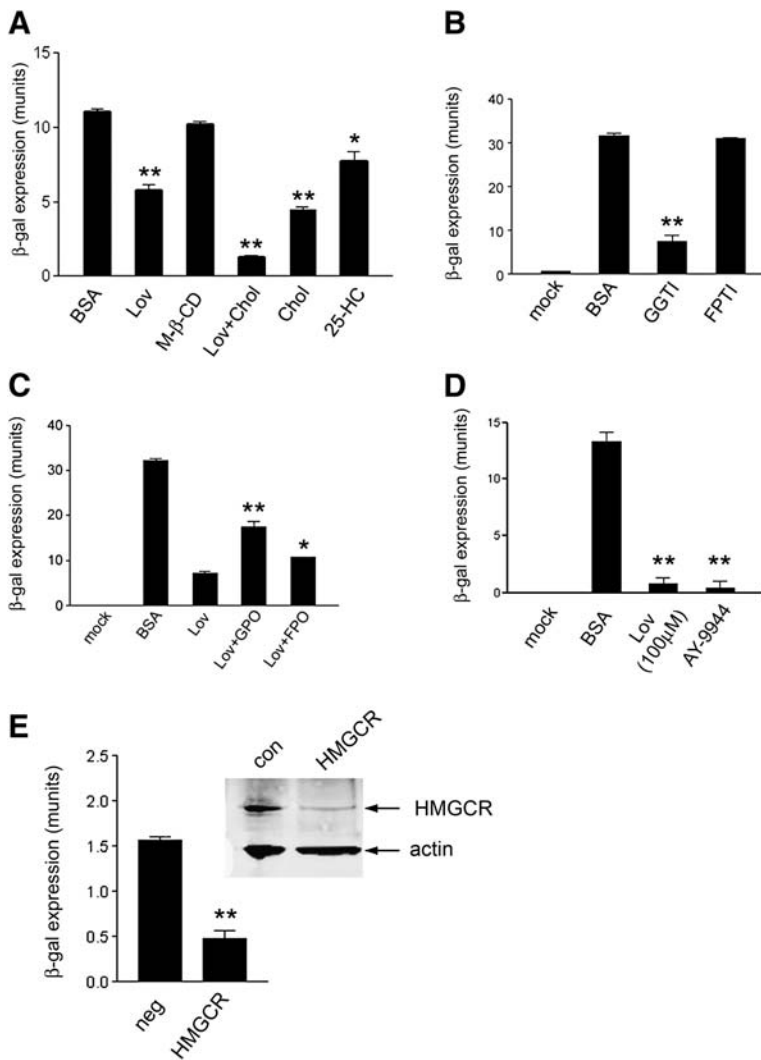 A
β-gal expression (munits)
15
10
5
0
**
**
**
*
BSA
Lov
M-β-CD
Lov+Chol
Chol
25-HC
B
β-gal expression (munits)
40
30
20
10
0
**
mock
BSA
GGTI
FPTI
C
β-gal expression (munits)
40
30
20
10
0
**
*
mock
BSA
Lov
Lov+GPO
Lov+FPO
D
β-gal expression (munits)
15
10
5
0
**
**
mock
BSA
Lov
(100μM)
AY-9944
E
β-gal expression (munits)
2.5
2.0
1.5
1.0
0.5
0.0
**
neg
HMGCR
con
HMGCR
HMGCR
actin